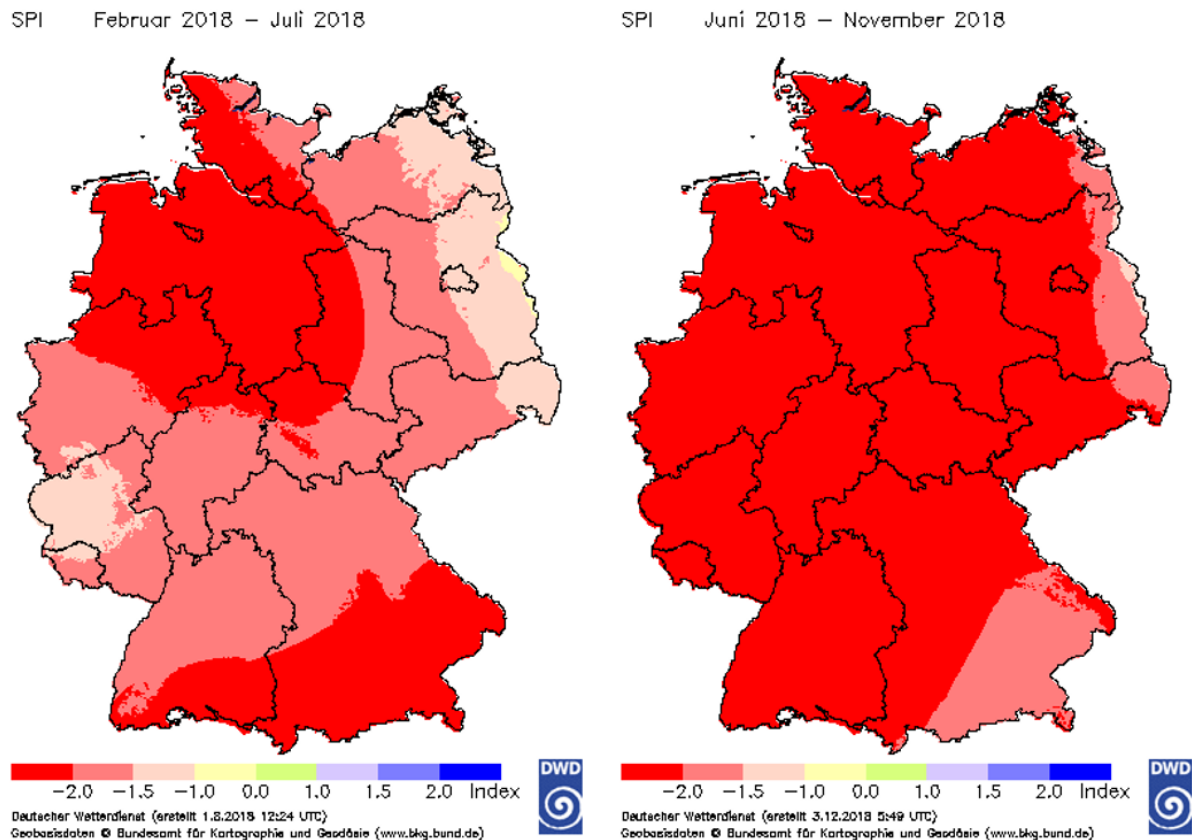 SPI Februar 2018 – Juli 2018
-2.0 -1.5 -1.0 0.0 1.0 1.5 2.0 Index
DWD
Deutscher Wetterdienst (erstellt 1.8.2018 12:24 UTC)
Geobasisdaten © Bundesamt für Kartographie und Geodäsie (www.bkg.bund.de)
SPI Juni 2018 – November 2018
-2.0 -1.5 -1.0 0.0 1.0 1.5 2.0 Index
DWD
Deutscher Wetterdienst (erstellt 3.12.2018 5:49 UTC)
Geobasisdaten © Bundesamt für Kartographie und Geodäsie (www.bkg.bund.de)